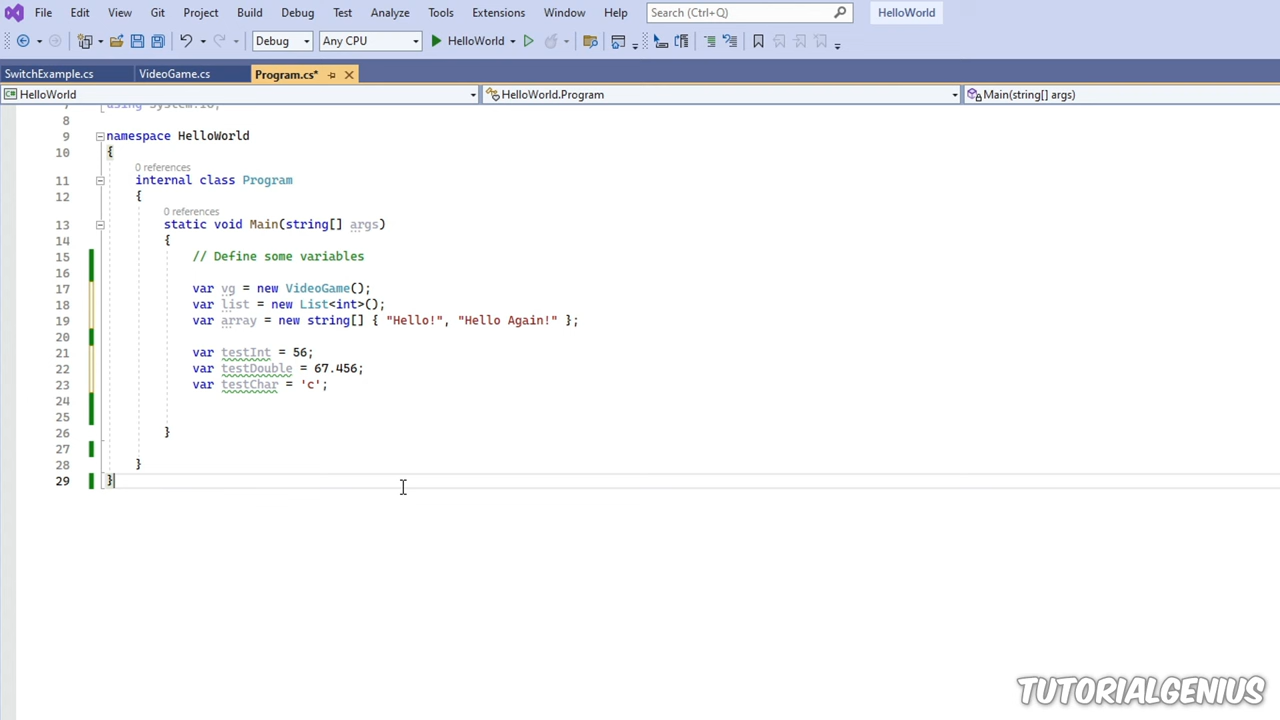 File Edit View Git Project Build Debug Test Analyze Tools Extensions Window Help Search (Ctrl+Q) HelloWorld
Debug Any CPU HelloWorld
SwitchExample.cs VideoGame.cs Program.cs*
HelloWorld HelloWorld.Program Main(string[] args)
7 using System.IO;
8
9 namespace HelloWorld
10 {
0 references
11 internal class Program
12 {
0 references
13 static void Main(string[] args)
14 {
15 // Define some variables
16
17 var vg = new VideoGame();
18 var list = new List<int>();
19 var array = new string[] { "Hello!", "Hello Again!" };
20
21 var testInt = 56;
22 var testDouble = 67.456;
23 var testChar = 'c';
24
25
26 }
27
28 }
29 }
TUTORIALGENIUS